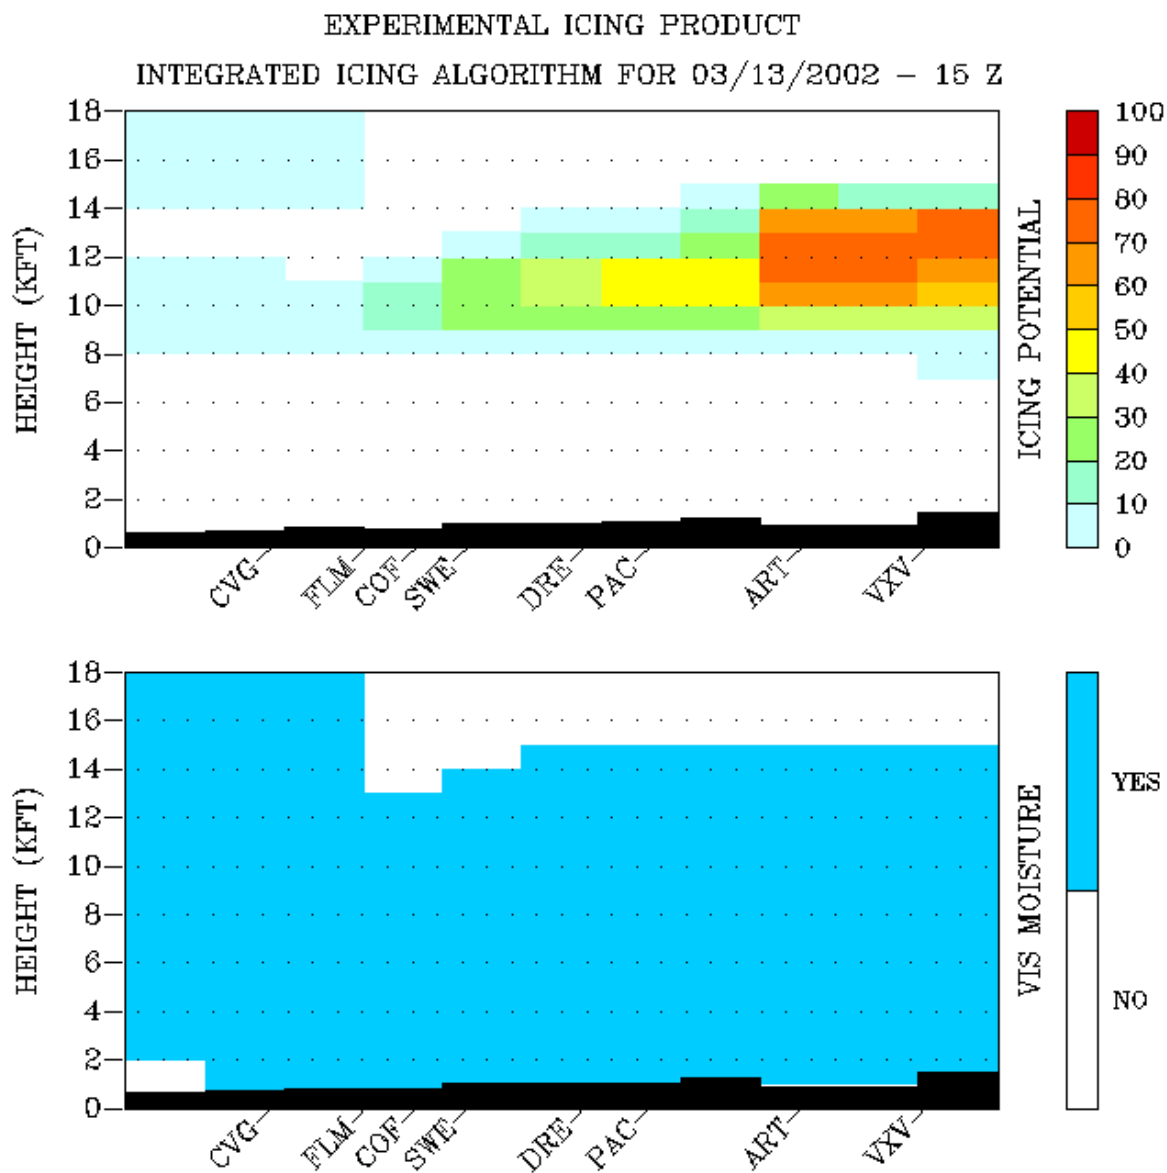 EXPERIMENTAL ICING PRODUCT
INTEGRATED ICING ALGORITHM FOR 03/13/2002 - 15 Z
HEIGHT (KFT)
18
16
14
12
10
8
6
4
2
0
CVG
FLM
COF
SWE
DRE
PAC
ART
VXV
ICING POTENTIAL
100
90
80
70
60
50
40
30
20
10
0
HEIGHT (KFT)
18
16
14
12
10
8
6
4
2
0
CVG
FLM
COF
SWE
DRE
PAC
ART
VXV
VIS MOISTURE
YES
NO